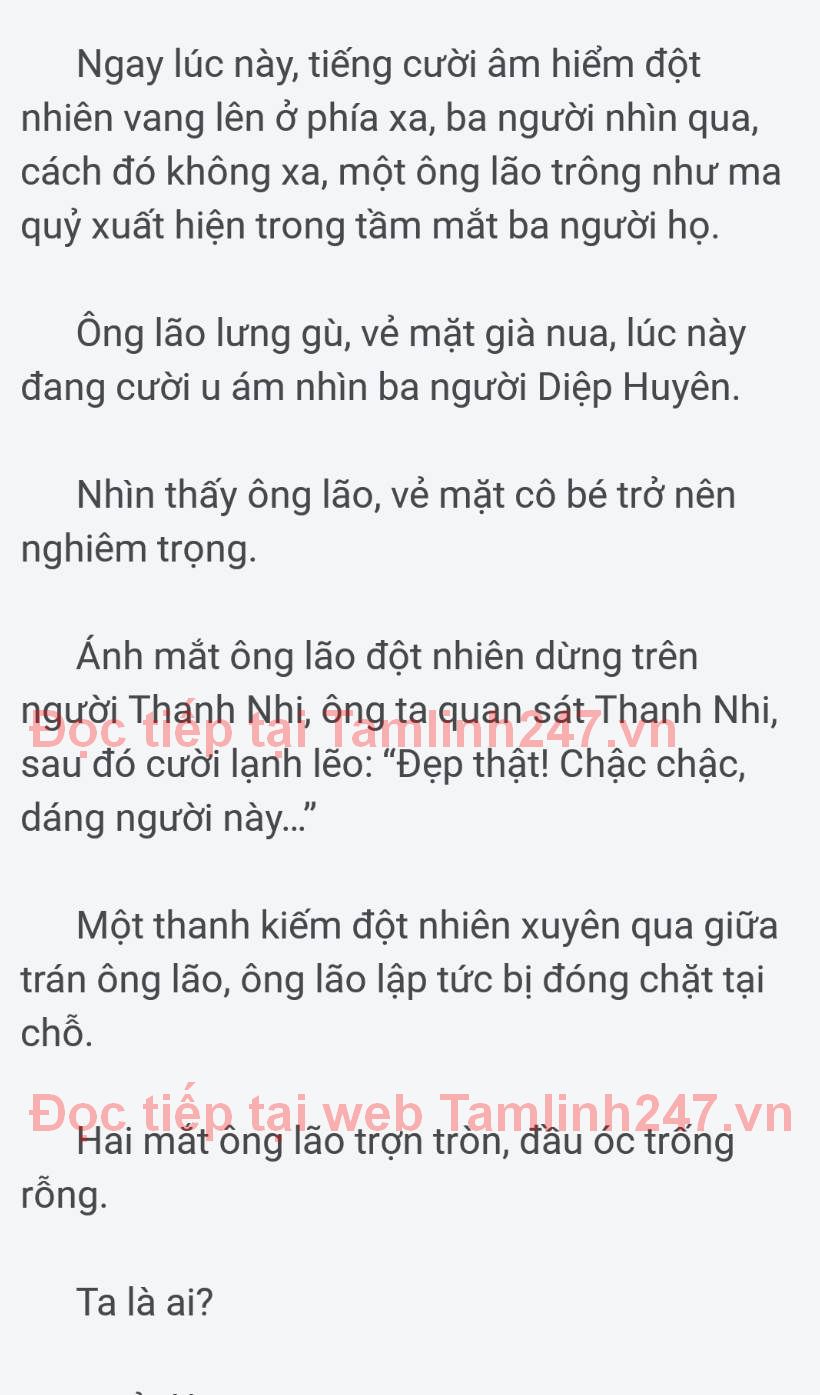 Ngay lúc này, tiếng cười âm hiểm đột
nhiên vang lên ở phía xa, ba người nhìn qua,
cách đó không xa, một ông lão trông như ma
quỷ xuất hiện trong tầm mắt ba người họ.
Ông lão lưng gù, vẻ mặt già nua, lúc này
đang cười u ám nhìn ba người Diệp Huyên.
Nhìn thấy ông lão, vẻ mặt cô bé trở nên
nghiêm trọng.
Ánh mắt ông lão đột nhiên dừng trên
người Thanh Nhi, ông ta quan sát Thanh Nhi,
Đọc tiếp tại Tamlinh247.vn
sau đó cười lạnh lẽo: “Đẹp thật! Chậc chậc,
dáng người này...”
Một thanh kiếm đột nhiên xuyên qua giữa
trán ông lão, ông lão lập tức bị đóng chặt tại
chỗ.
Đọc tiếp tại web Tamlinh247.vn
Hai mắt ông lão trợn tròn, đầu óc trống
rỗng.
Ta là ai?